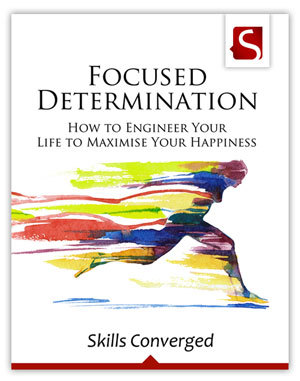 S
FOCUSED
DETERMINATION
HOW TO ENGINEER YOUR
LIFE TO MAXIMISE YOUR HAPPINESS
Skills Converged